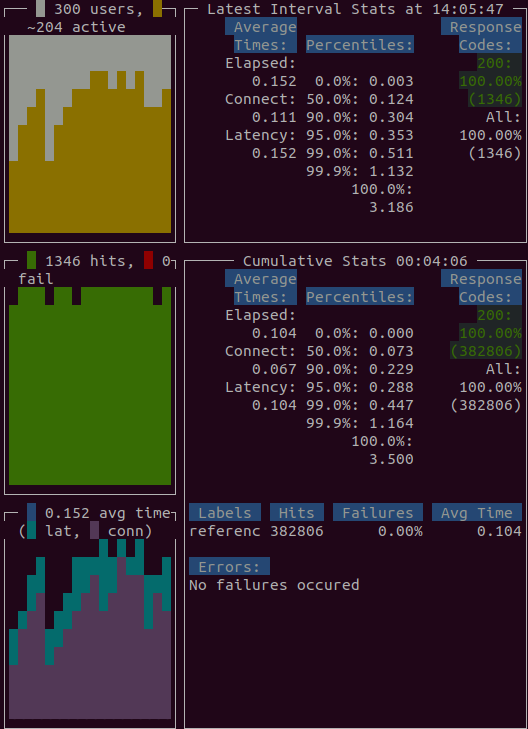 300 users,
~204 active
1346 hits, 0
fail
0.152 avg time
( lat, conn)
Latest Interval Stats at 14:05:47
Average Response
Times: Percentiles: Codes:
Elapsed: 200:
0.152 0.0%: 0.003 100.00%
Connect: 50.0%: 0.124 (1346)
0.111 90.0%: 0.304 All:
Latency: 95.0%: 0.353 100.00%
0.152 99.0%: 0.511 (1346)
99.9%: 1.132
100.0%:
3.186
Cumulative Stats 00:04:06
Average Response
Times: Percentiles: Codes:
Elapsed: 200:
0.104 0.0%: 0.000 100.00%
Connect: 50.0%: 0.073 (382806)
0.067 90.0%: 0.229 All:
Latency: 95.0%: 0.288 100.00%
0.104 99.0%: 0.447 (382806)
99.9%: 1.164
100.0%:
3.500
Labels Hits Failures Avg Time
referenc 382806 0.00% 0.104
Errors:
No failures occured